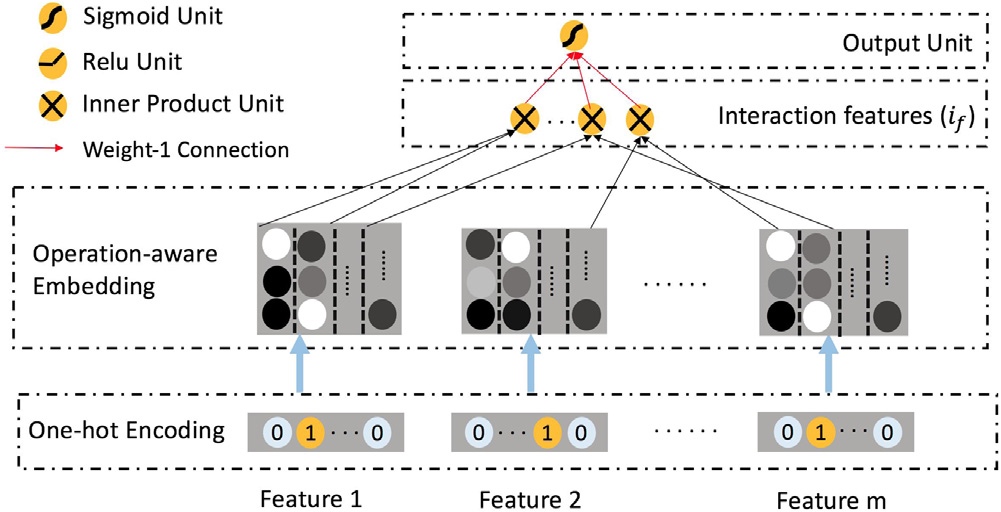 Sigmoid Unit
Relu Unit
Inner Product Unit
Weight-1 Connection
Output Unit
Interaction features (i_f)
Operation-aware
Embedding
One-hot Encoding
0 1 ··· 0
0 ··· 1 0
······
0 1 ··· 0
Feature 1
Feature 2
Feature m